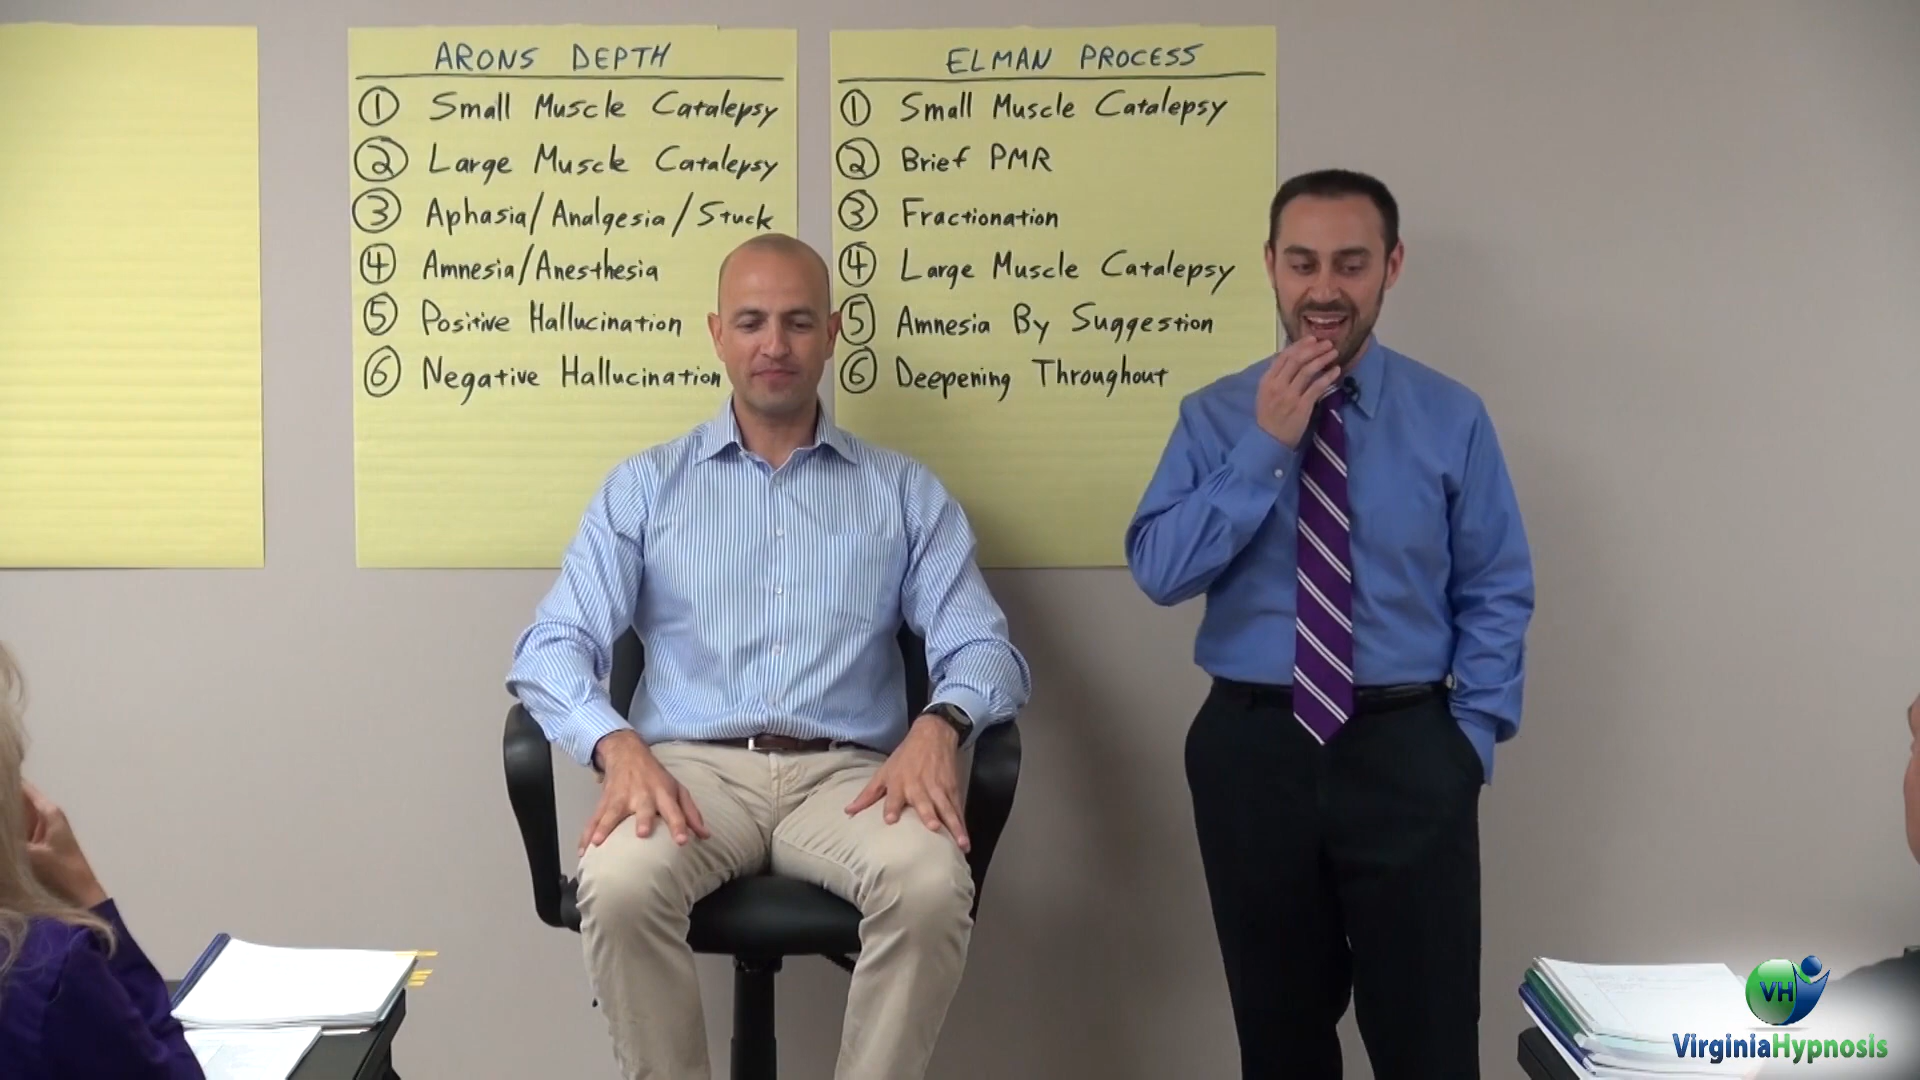 ARONS DEPTH
① Small Muscle Catalepsy
② Large Muscle Catalepsy
③ Aphasia/Analgesia/Stuck
④ Amnesia/Anesthesia
⑤ Positive Hallucination
⑥ Negative Hallucination
ELMAN PROCESS
① Small Muscle Catalepsy
② Brief PMR
③ Fractionation
④ Large Muscle Catalepsy
⑤ Amnesia By Suggestion
⑥ Deepening Throughout
VH
VirginiaHypnosis